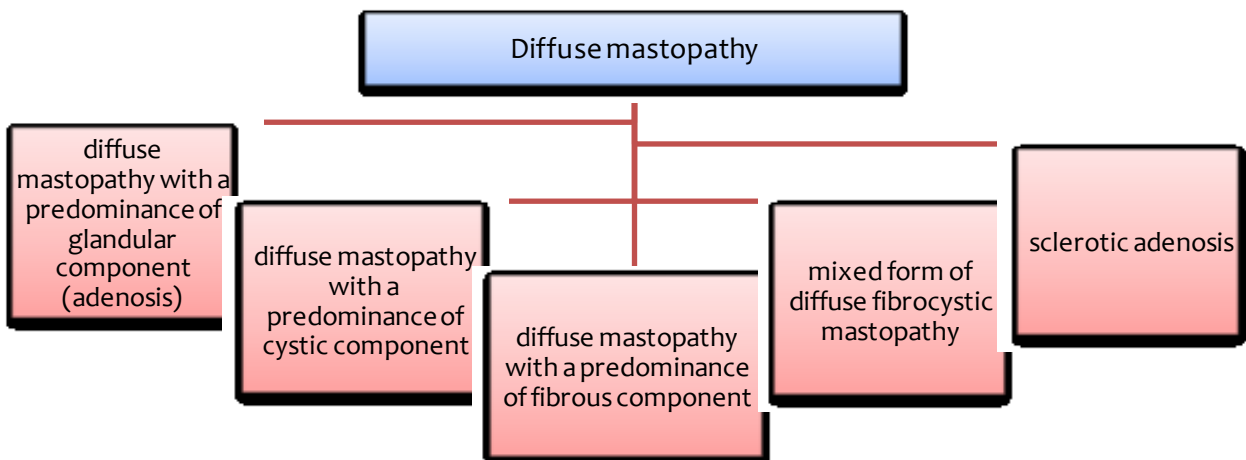 Diffuse mastopathy
diffuse
mastopathy with a
predominance of
glandular
component
(adenosis)
diffuse mastopathy
with a
predominance of
cystic component
diffuse mastopathy
with a predominance
of fibrous component
mixed form of
diffuse fibrocystic
mastopathy
sclerotic adenosis